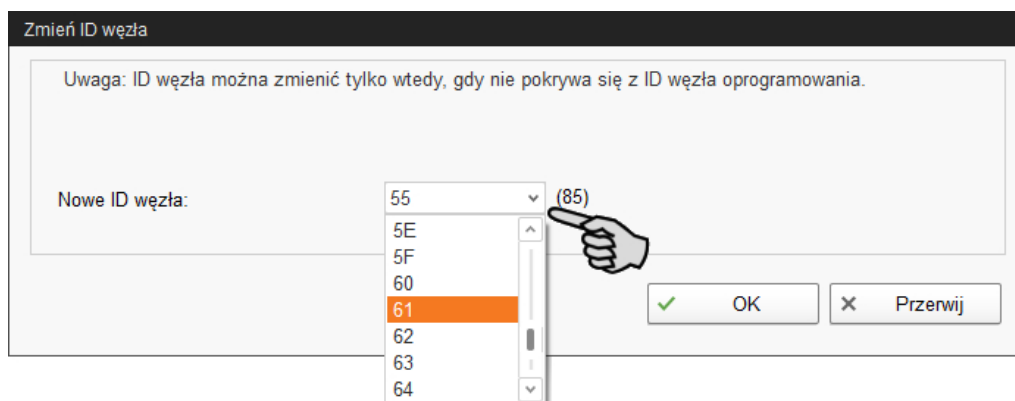 Zmień ID węzła
Uwaga: ID węzła można zmienić tylko wtedy, gdy nie pokrywa się z ID węzła oprogramowania.
Nowe ID węzła: 55 (85)
5E
5F
60
61
62
63
64
OK Przerwij